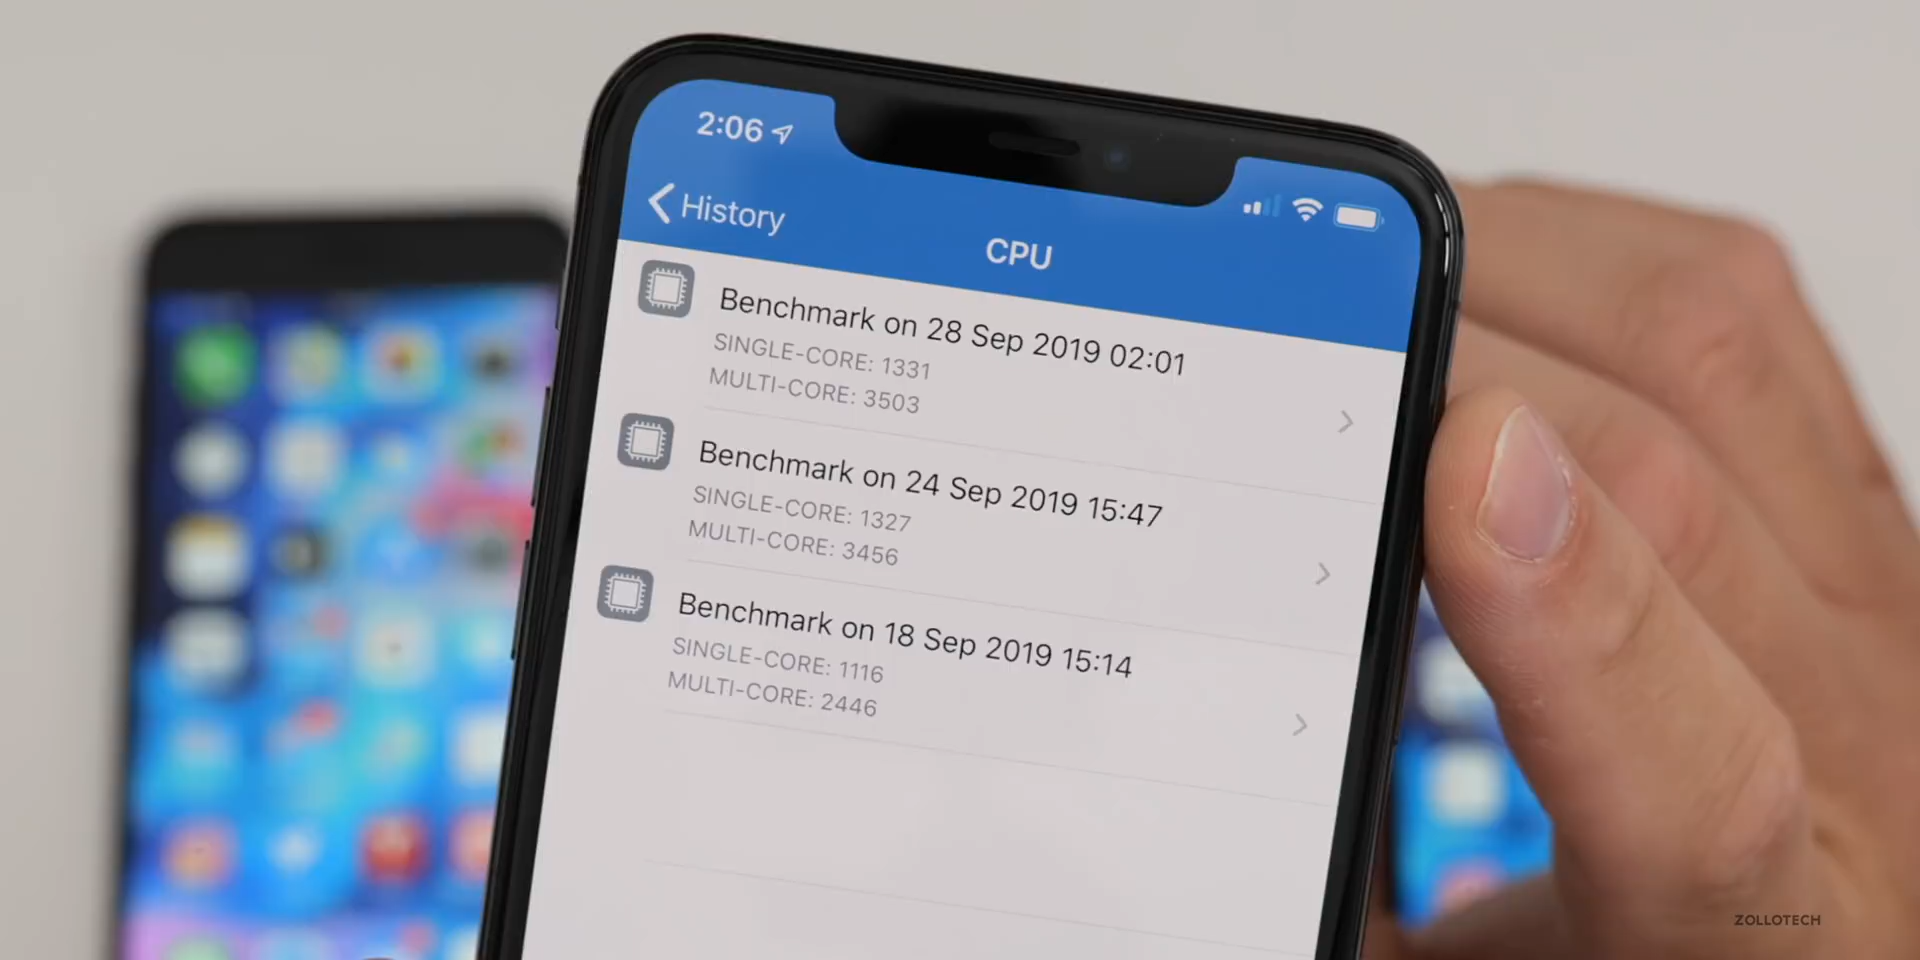 2:06
History
CPU
Benchmark on 28 Sep 2019 02:01
SINGLE-CORE: 1331
MULTI-CORE: 3503
Benchmark on 24 Sep 2019 15:47
SINGLE-CORE: 1327
MULTI-CORE: 3456
Benchmark on 18 Sep 2019 15:14
SINGLE-CORE: 1116
MULTI-CORE: 2446
ZOLLOTECH